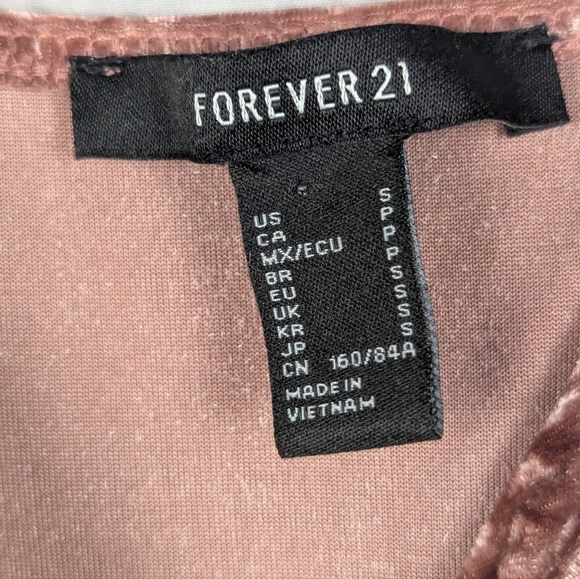 FOREVER 21
US S
CA P
MX/ECU P
BR P
EU S
UK S
KR S
JP S
CN 160/84A
MADE IN
VIETNAM